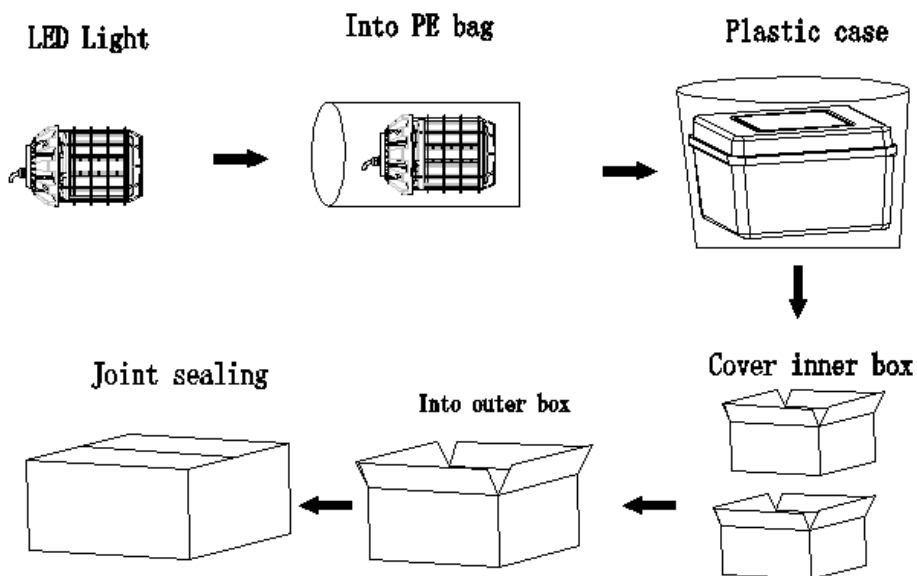 LED Light
Into PE bag
Plastic case
Cover inner box
Into outer box
Joint sealing